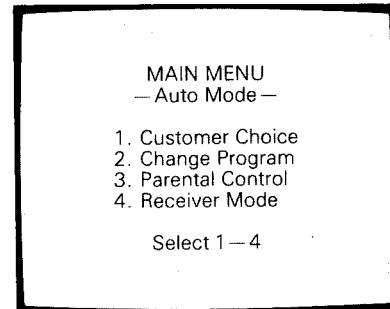 MAIN MENU
— Auto Mode —
1. Customer Choice
2. Change Program
3. Parental Control
4. Receiver Mode
Select 1 — 4